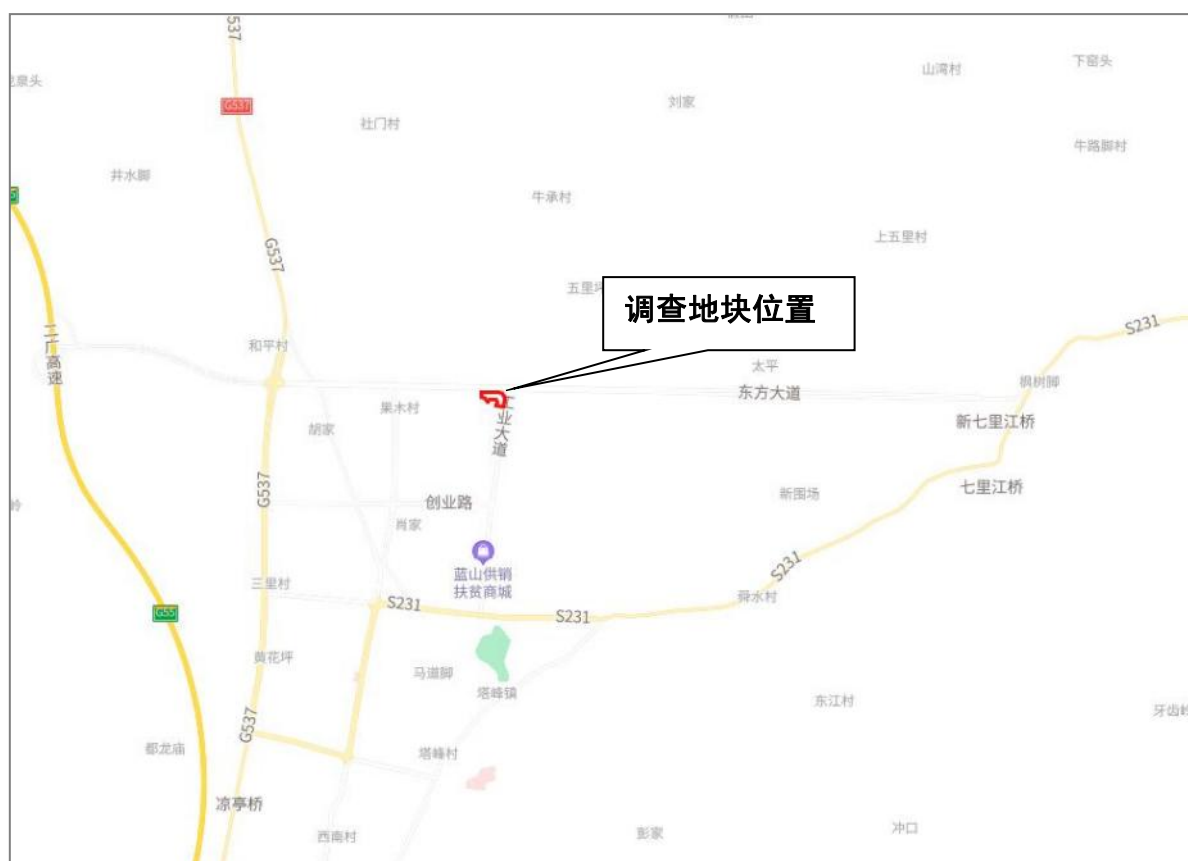 G537
下窑头
山湾村
刘家
G537
社门村
牛路脚村
井水脚
牛承村
上五里村
G537
五里坪
调查地块位置
S231
二广高速
和平村
太平
枫树脚
东方大道
果木村
工业大道
新七里江桥
胡家
G537
创业路
新围场
七里江桥
肖家
蓝山供销
扶贫商城
S231
三里村
舜水村
S231
S231
G55
黄花坪
马道脚
塔峰镇
东江村
G537
都龙庙
塔峰村
凉亭桥
西南村
彭家
冲口